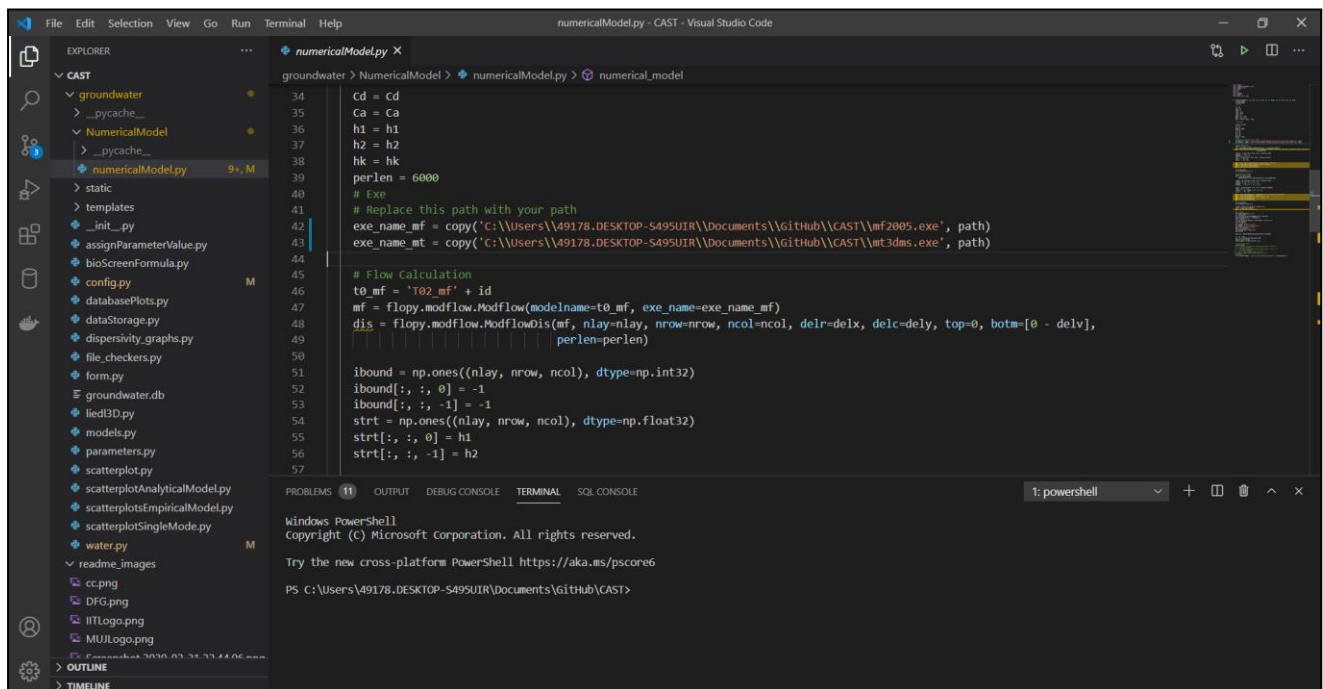 File Edit Selection View Go Run Terminal Help
numericalModel.py - CAST - Visual Studio Code
EXPLORER
CAST
groundwater
__pycache__
NumericalModel
__pycache__
numericalModel.py 9+, M
static
templates
__init__.py
assignParameterValue.py
bioScreenFormula.py
config.py M
databasePlots.py
dataStorage.py
dispersivity_graphs.py
file_checkers.py
form.py
groundwater.db
liedl3D.py
models.py
parameters.py
scatterplot.py
scatterplotAnalyticalModel.py
scatterplotsEmpiricalModel.py
scatterplotSingleMode.py
water.py M
readme_images
cc.png
DFG.png
IITLogo.png
MUJLogo.png
OUTLINE
TIMELINE
3
numericalModel.py
groundwater > NumericalModel > numericalModel.py > numerical_model
34 Cd = Cd
35 Ca = Ca
36 h1 = h1
37 h2 = h2
38 hk = hk
39 perlen = 6000
40 # Exe
41 # Replace this path with your path
42 exe_name_mf = copy('C:\\Users\\49178.DESKTOP-S495UIR\\Documents\\GitHub\\CAST\\mf2005.exe', path)
43 exe_name_mt = copy('C:\\Users\\49178.DESKTOP-S495UIR\\Documents\\GitHub\\CAST\\mt3dms.exe', path)
44
45 # Flow Calculation
46 t0_mf = 'T02_mf' + id
47 mf = flopy.modflow.Modflow(modelname=t0_mf, exe_name=exe_name_mf)
48 dis = flopy.modflow.ModflowDis(mf, nlay=nlay, nrow=nrow, ncol=ncol, delr=delx, delc=dely, top=0, botm=[0 - delv],
49 perlen=perlen)
50
51 ibound = np.ones((nlay, nrow, ncol), dtype=np.int32)
52 ibound[:, :, 0] = -1
53 ibound[:, :, -1] = -1
54 strt = np.ones((nlay, nrow, ncol), dtype=np.float32)
55 strt[:, :, 0] = h1
56 strt[:, :, -1] = h2
57
PROBLEMS 11 OUTPUT DEBUG CONSOLE TERMINAL SQL CONSOLE 1: powershell
Windows PowerShell
Copyright (C) Microsoft Corporation. All rights reserved.
Try the new cross-platform PowerShell https://aka.ms/pscore6
PS C:\Users\49178.DESKTOP-S495UIR\Documents\GitHub\CAST>